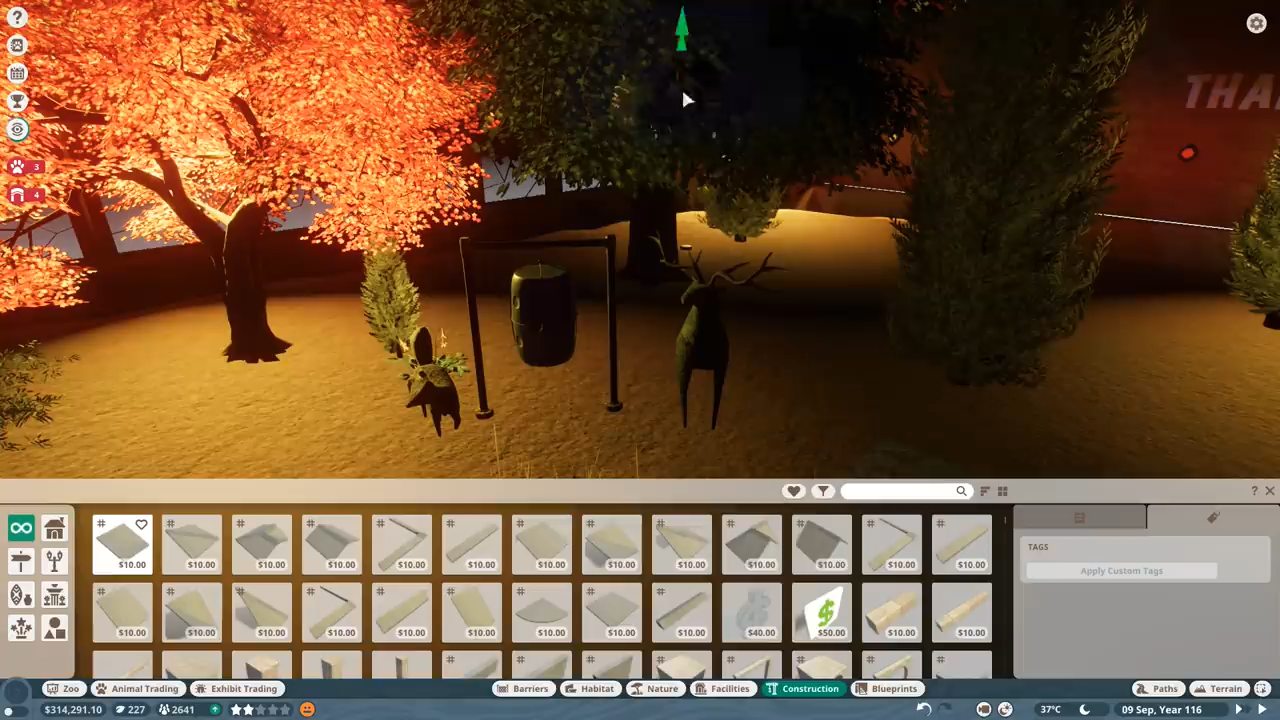 THA
3
4
?
TAGS
Apply Custom Tags
$10.00 $10.00 $10.00 $10.00 $10.00 $10.00 $10.00 $10.00 $10.00 $10.00 $10.00 $10.00 $10.00
$10.00 $10.00 $10.00 $10.00 $10.00 $10.00 $10.00 $10.00 $10.00 $40.00 $50.00 $10.00 $10.00
Zoo Animal Trading Exhibit Trading Barriers Habitat Nature Facilities Construction Blueprints Paths Terrain
$314,291.10 227 2641 37°C 09 Sep, Year 116